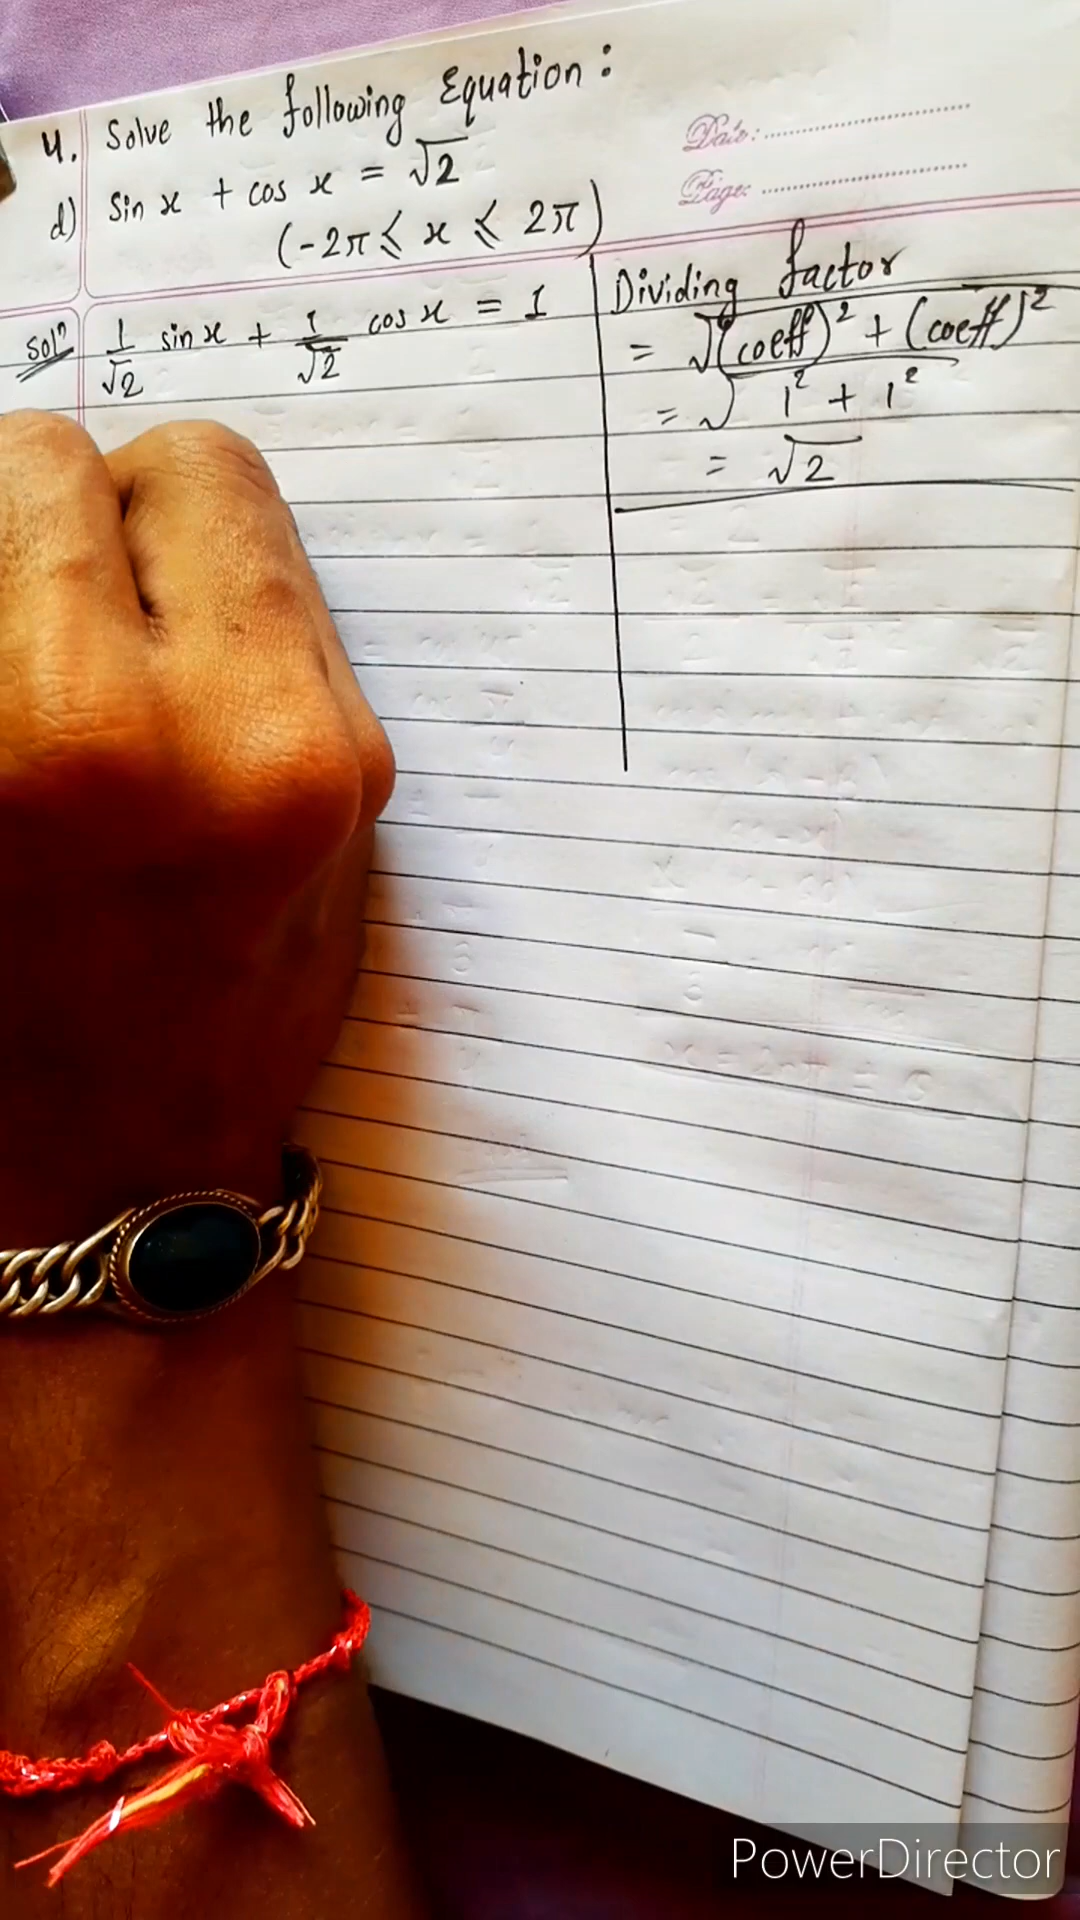 4. Solve the following Equation :
d) Sin x + cos x = √2
(-2π ⩽ x ⩽ 2π)
Date:
Page:
Solⁿ 1/√2 sin x + 1/√2 cos x = 1
Dividing factor
= √(coeff)² + (coeff)²
= √1² + 1²
= √2
PowerDirector